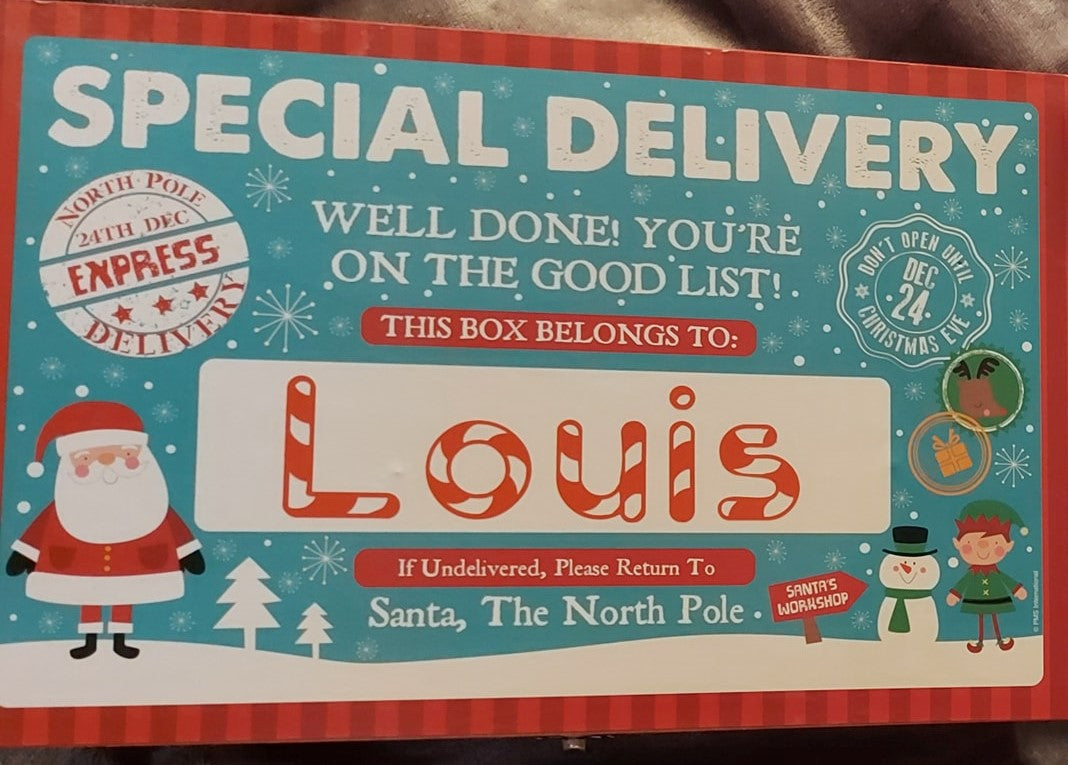 SPECIAL DELIVERY
NORTH POLE
24TH DEC
EXPRESS
DELIVERY
WELL DONE! YOU'RE
ON THE GOOD LIST!
DON'T OPEN UNTIL
DEC
24
CHRISTMAS EVE
THIS BOX BELONGS TO:
Louis
If Undelivered, Please Return To
Santa, The North Pole
SANTA'S
WORKSHOP
© PMS International